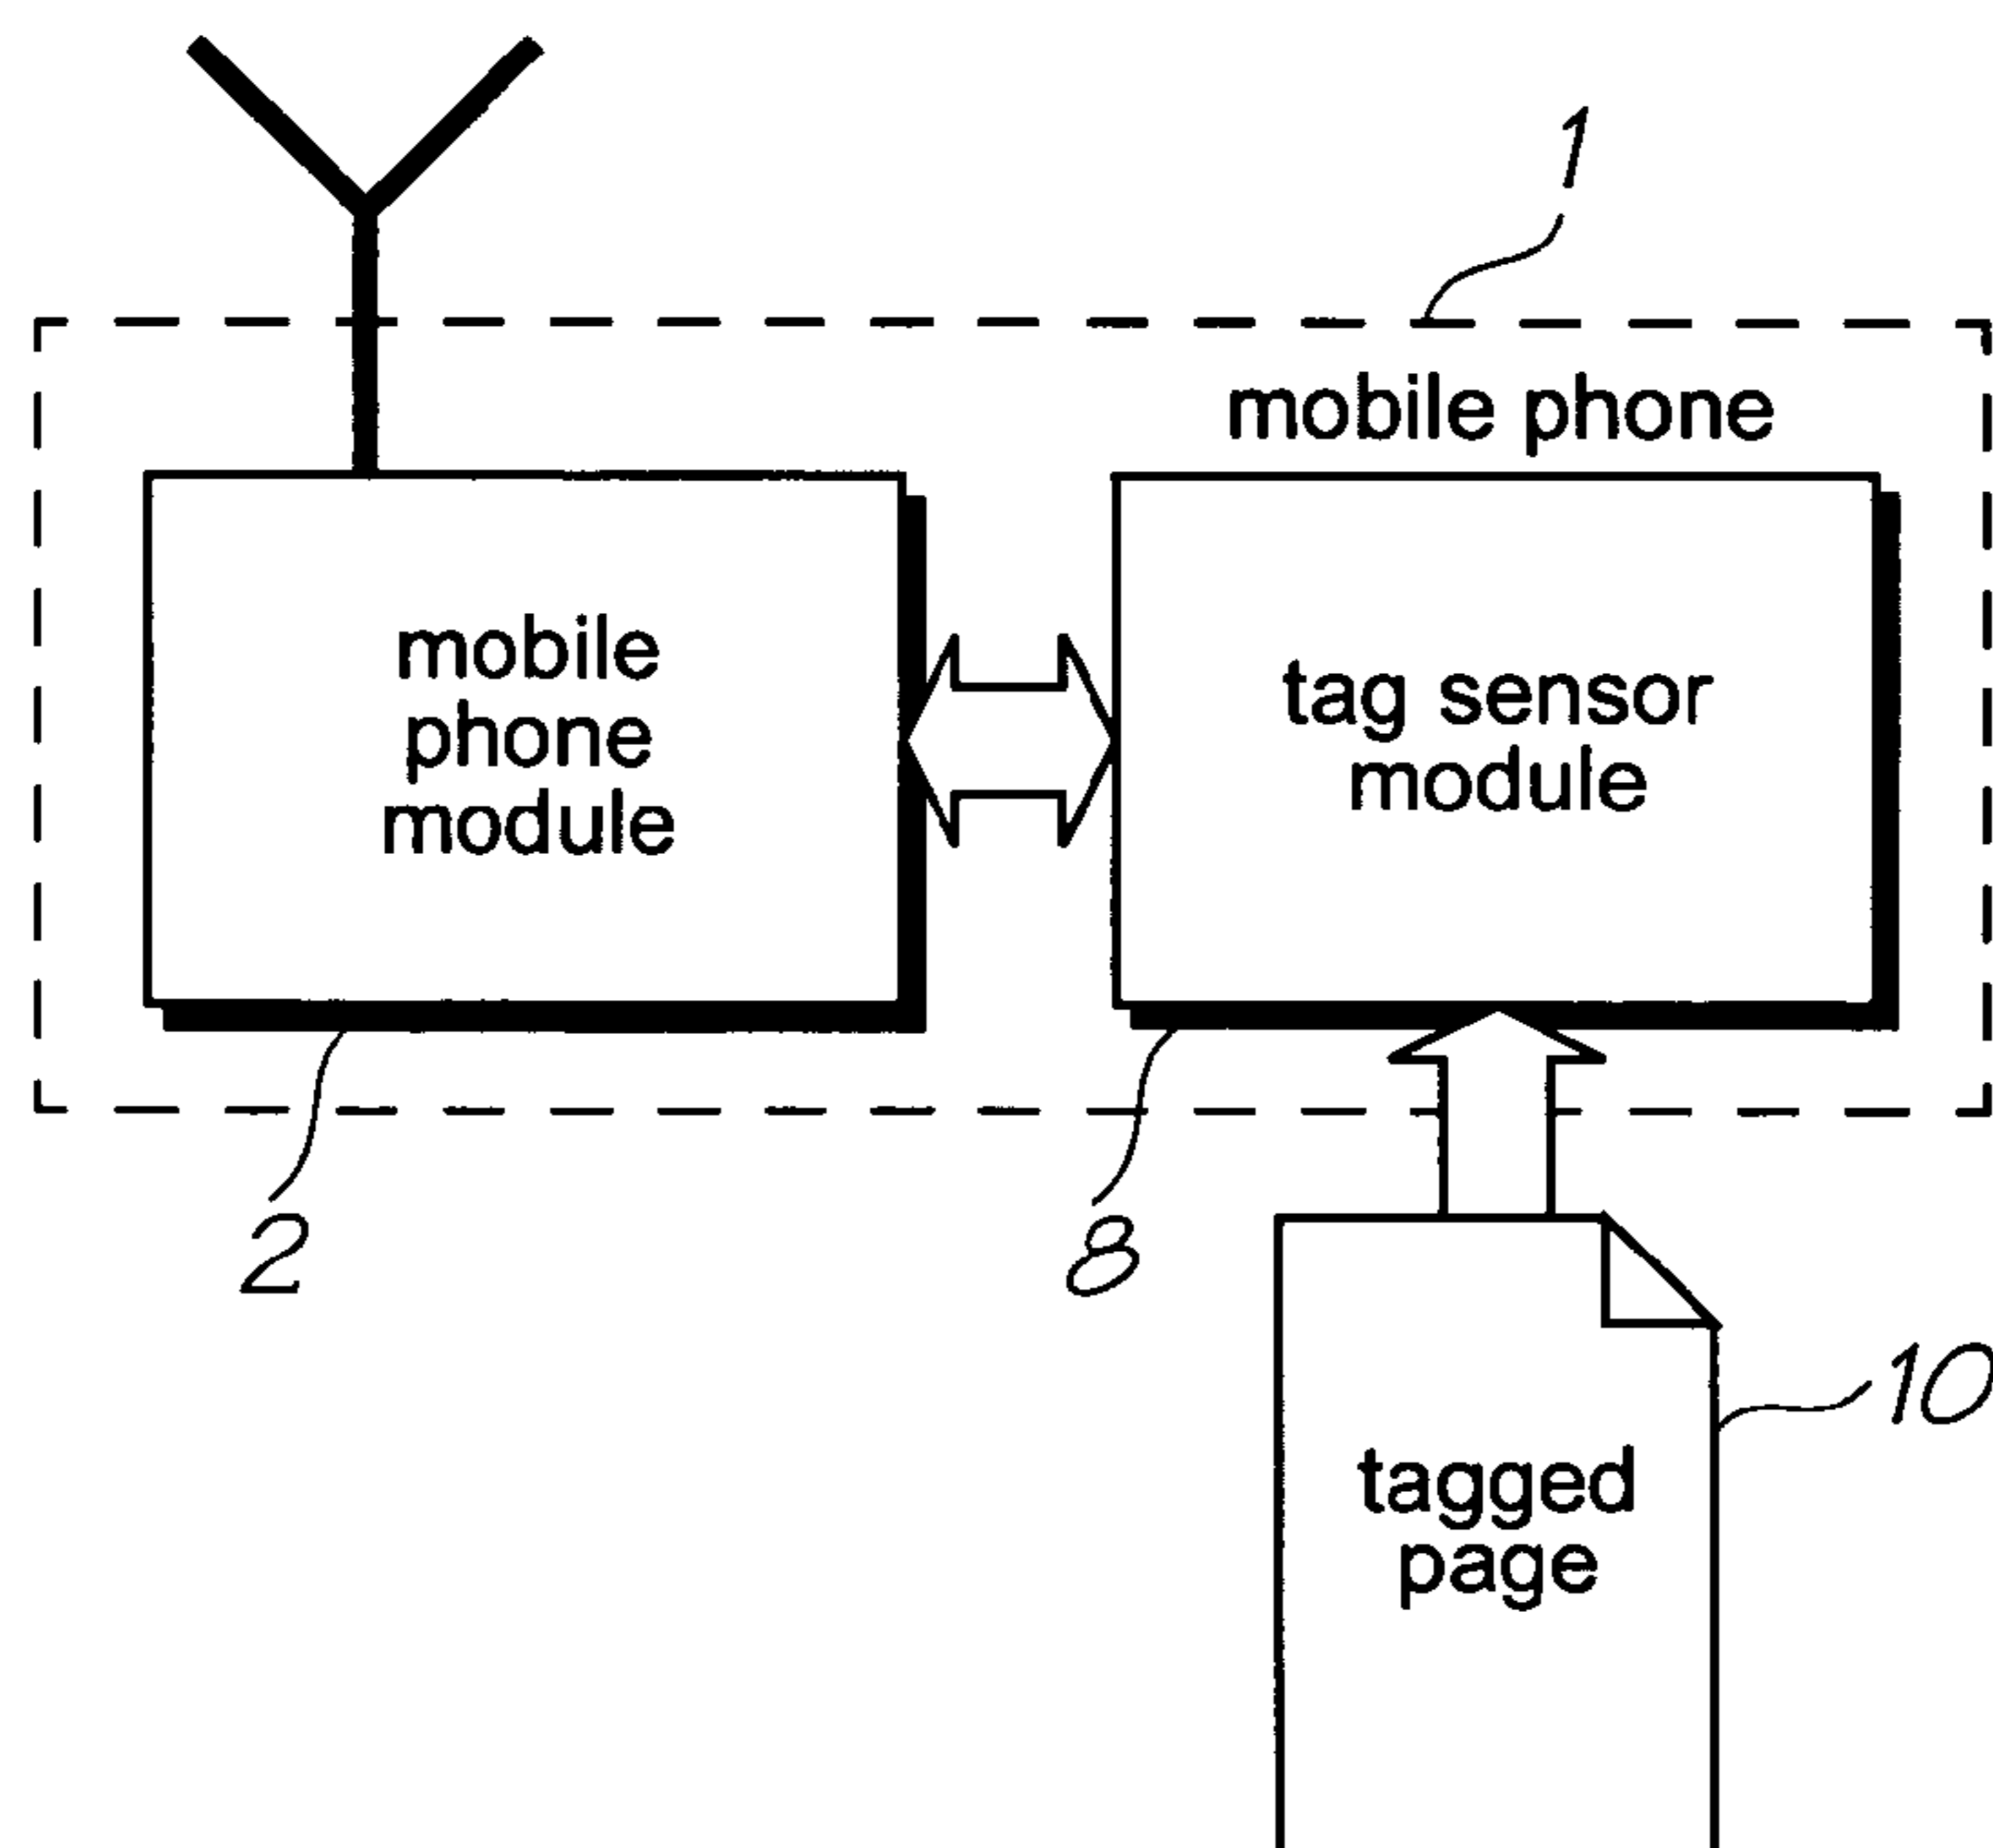 1
mobile phone
mobile
phone
module
tag sensor
module
2
8
10
tagged
page